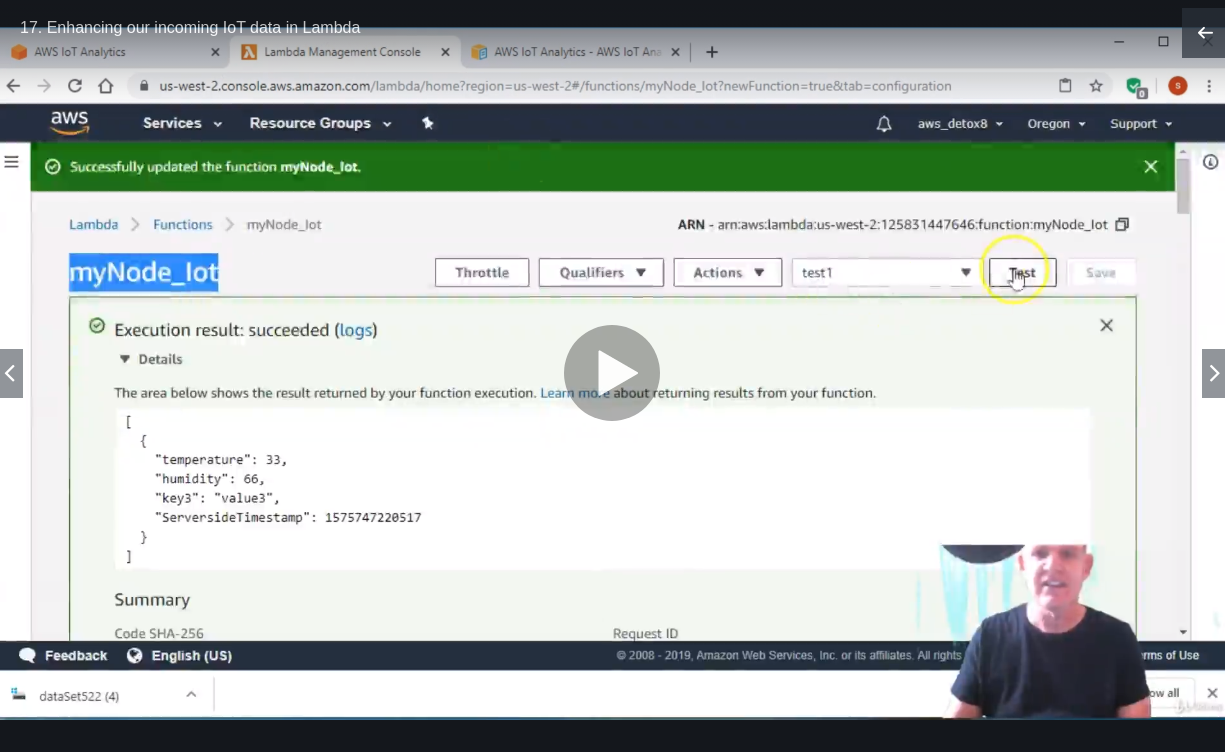 17. Enhancing our incoming IoT data in Lambda
AWS IoT Analytics
Lambda Management Console
AWS IoT Analytics - AWS IoT Ana
us-west-2.console.aws.amazon.com/lambda/home?region=us-west-2#/functions/myNode_Iot?newFunction=true&tab=configuration
0
s
aws
Services
Resource Groups
aws_detox8
Oregon
Support
Successfully updated the function myNode_Iot.
Lambda
Functions
myNode_Iot
ARN - arn:aws:lambda:us-west-2:125831447646:function:myNode_Iot
myNode_Iot
Throttle
Qualifiers
Actions
test1
Test
Save
Execution result: succeeded (logs)
Details
The area below shows the result returned by your function execution. Learn more about returning results from your function.
[
{
"temperature": 33,
"humidity": 66,
"key3": "value3",
"ServersideTimestamp": 1575747220517
}
]
Summary
Code SHA-256
Request ID
Feedback
English (US)
© 2008 - 2019, Amazon Web Services, Inc. or its affiliates. All rights
rms of Use
dataSet522 (4)
ow all